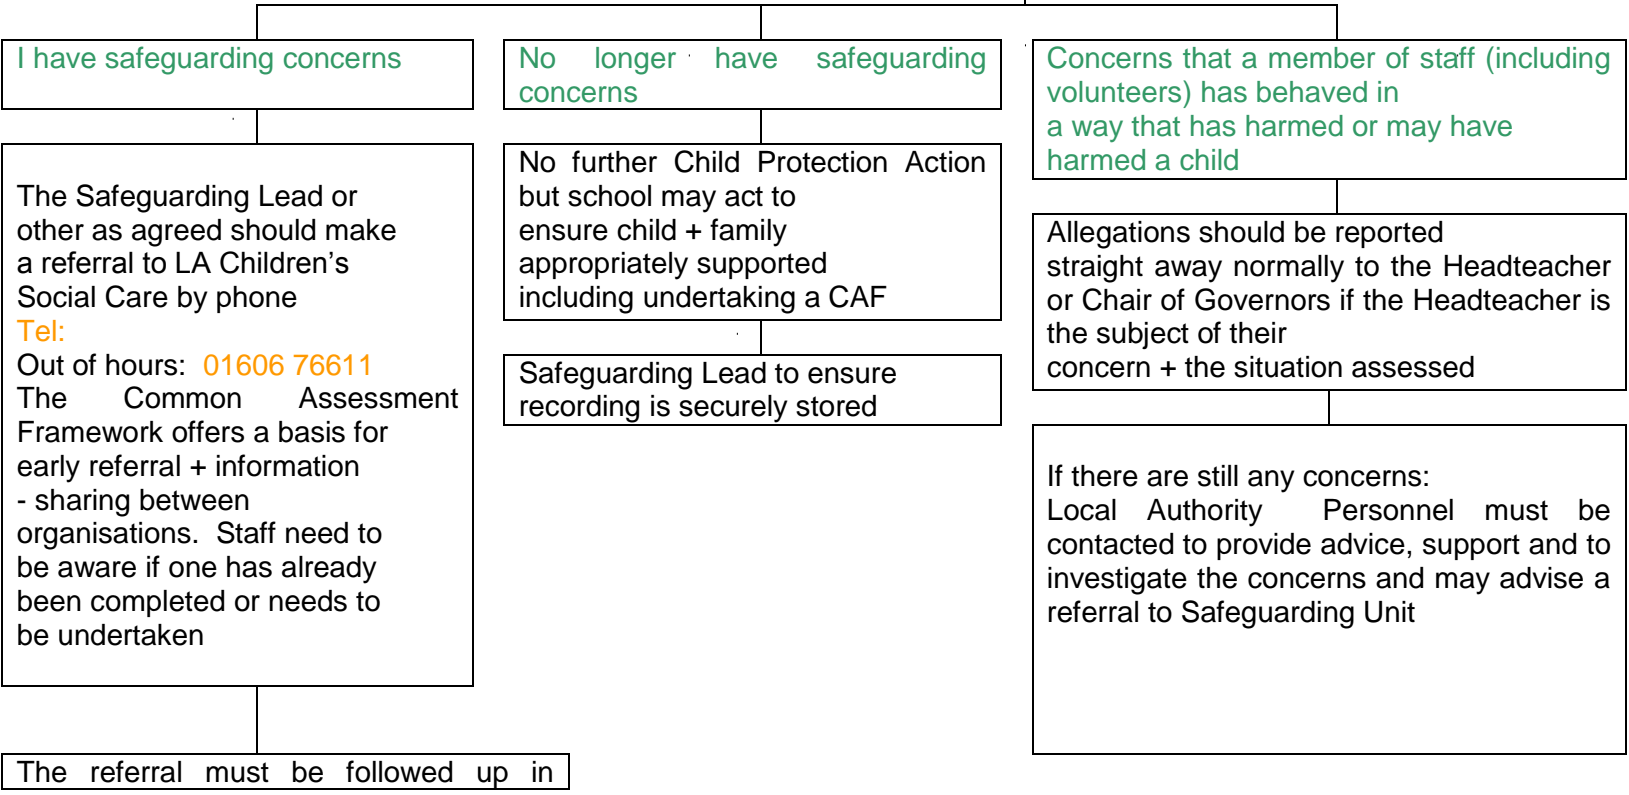 I have safeguarding concerns
The Safeguarding Lead or
other as agreed should make
a referral to LA Children's
Social Care by phone
Tel:
Out of hours: 01606 76611
The Common Assessment
Framework offers a basis for
early referral + information
- sharing between
organisations. Staff need to
be aware if one has already
been completed or needs to
be undertaken
The referral must be followed up in
No longer have safeguarding
concerns
No further Child Protection Action
but school may act to
ensure child + family
appropriately supported
including undertaking a CAF
Safeguarding Lead to ensure
recording is securely stored
Concerns that a member of staff (including
volunteers) has behaved in
a way that has harmed or may have
harmed a child
Allegations should be reported
straight away normally to the Headteacher
or Chair of Governors if the Headteacher is
the subject of their
concern + the situation assessed
If there are still any concerns:
Local Authority Personnel must be
contacted to provide advice, support and to
investigate the concerns and may advise a
referral to Safeguarding Unit